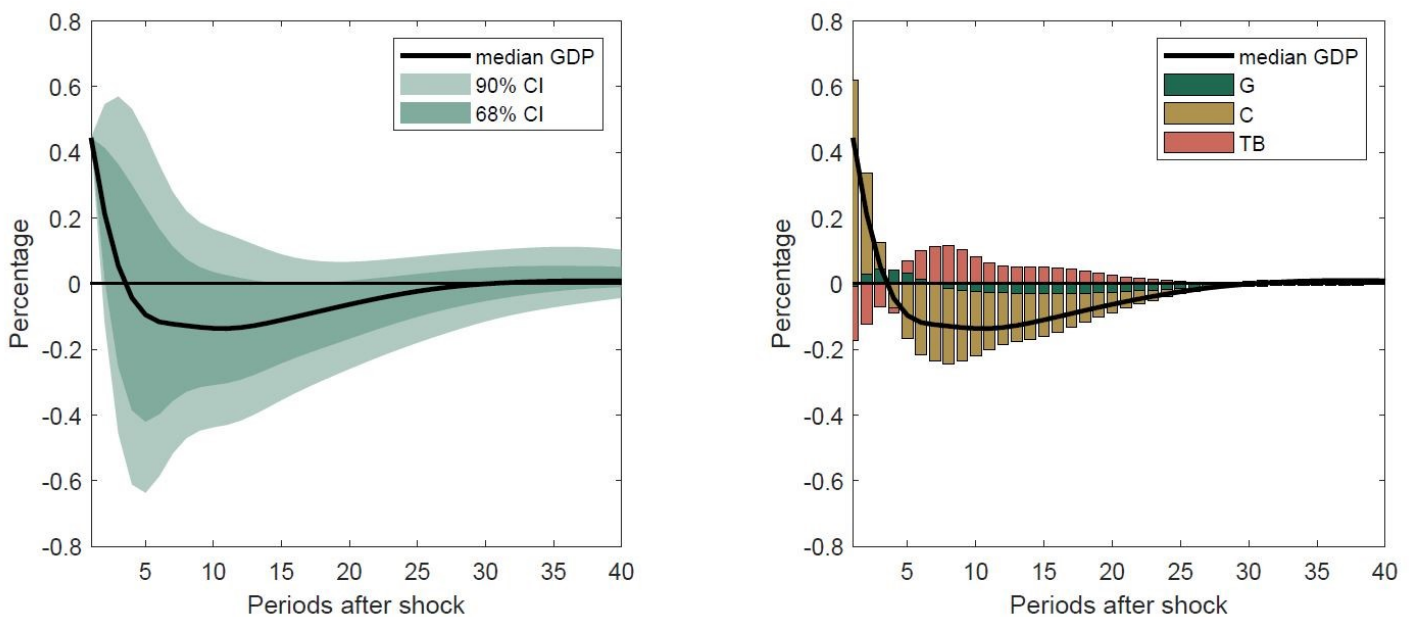 0.8
0.6
0.4
0.2
0
-0.2
-0.4
-0.6
-0.8
Percentage
5 10 15 20 25 30 35 40
Periods after shock
median GDP
90% CI
68% CI
0.8
0.6
0.4
0.2
0
-0.2
-0.4
-0.6
-0.8
Percentage
5 10 15 20 25 30 35 40
Periods after shock
median GDP
G
C
TB